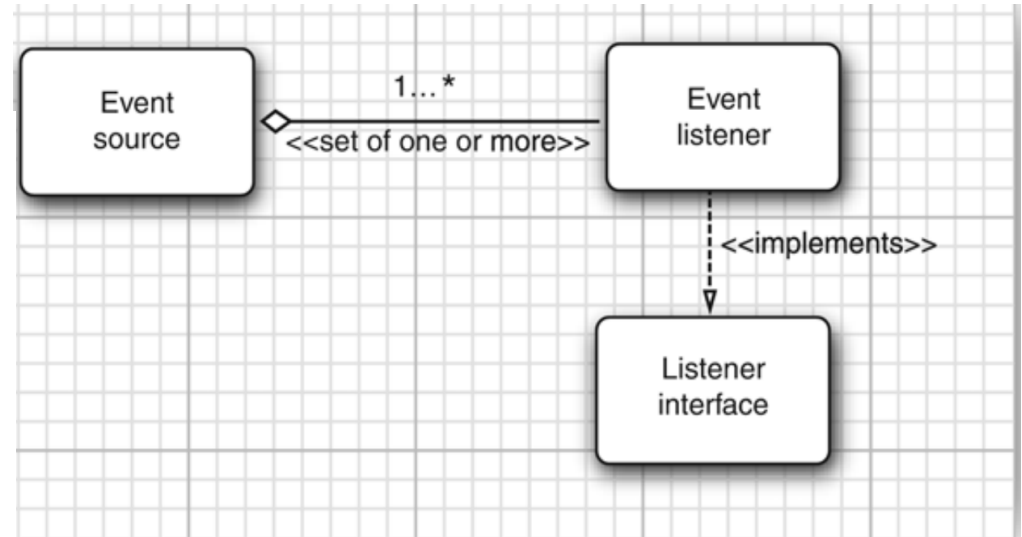 Event
source
1...*
<<set of one or more>>
Event
listener
<<implements>>
Listener
interface